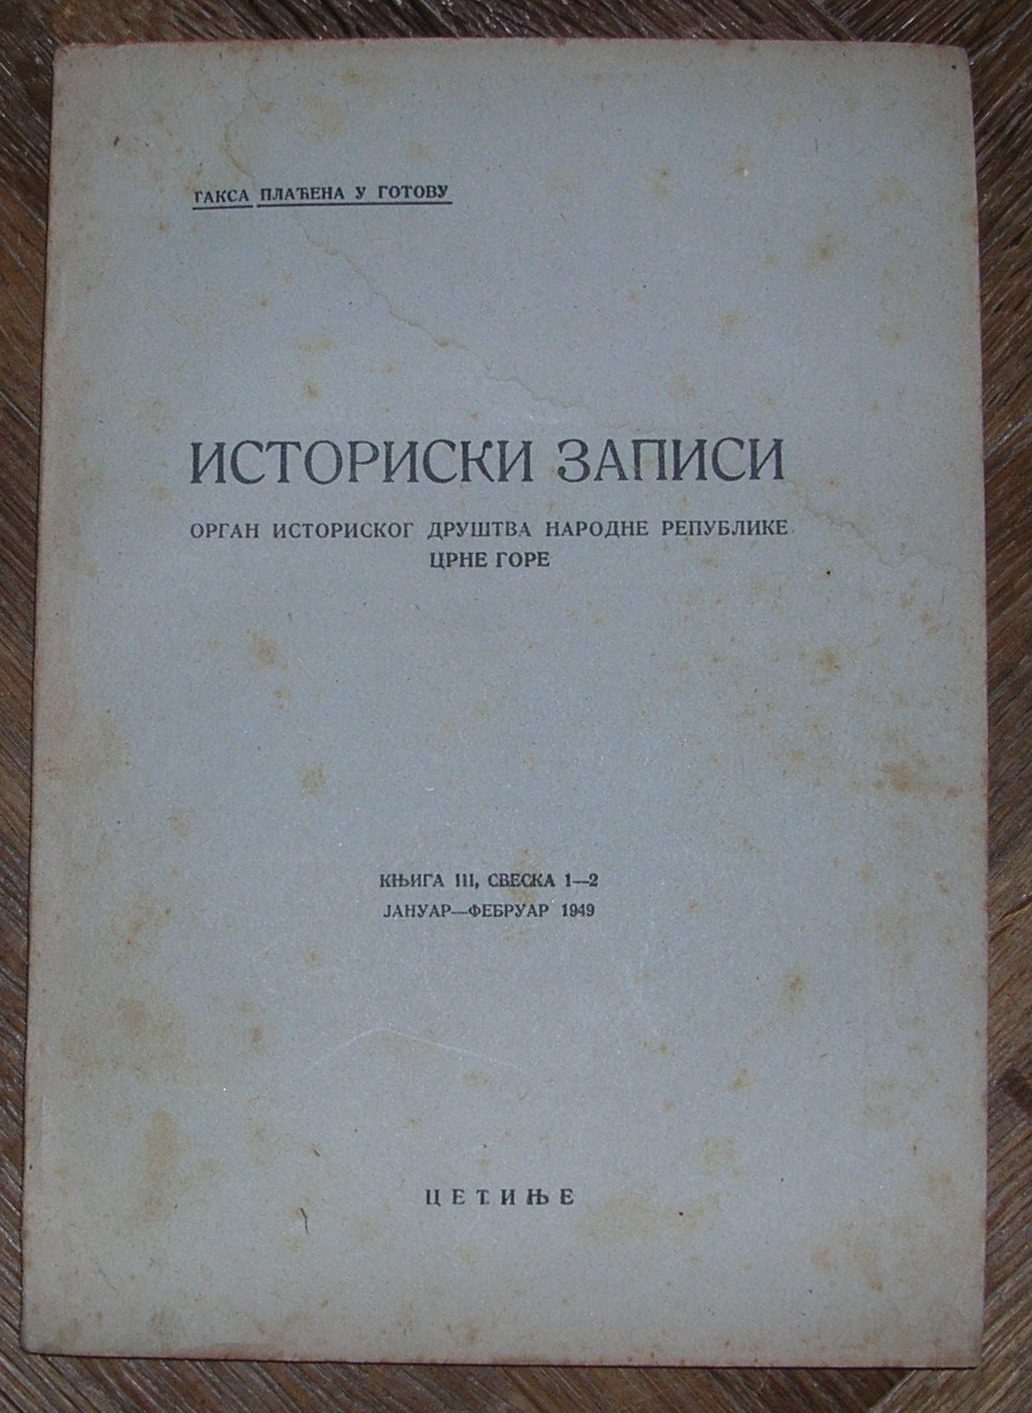 ТАКСА ПЛАЋЕНА У ГОТОВУ
ИСТОРИСКИ ЗАПИСИ
ОРГАН ИСТОРИСКОГ ДРУШТВА НАРОДНЕ РЕПУБЛИКЕ
ЦРНЕ ГОРЕ
КЊИГА III, СВЕСКА 1—2
ЈАНУАР—ФЕБРУАР 1949
ЦЕТИЊЕ